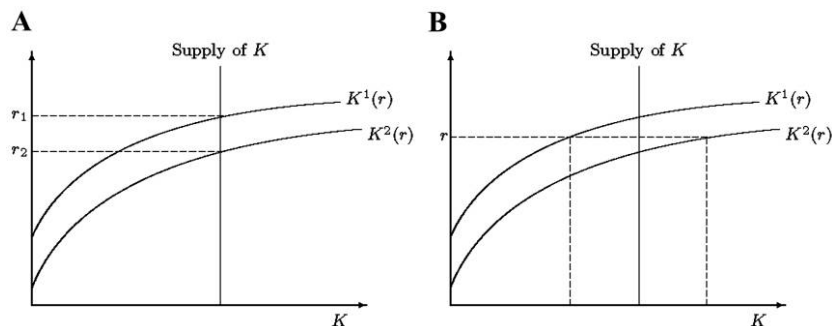 A
Supply of K
r₁
r₂
K¹(r)
K²(r)
K
B
Supply of K
r
K¹(r)
K²(r)
K